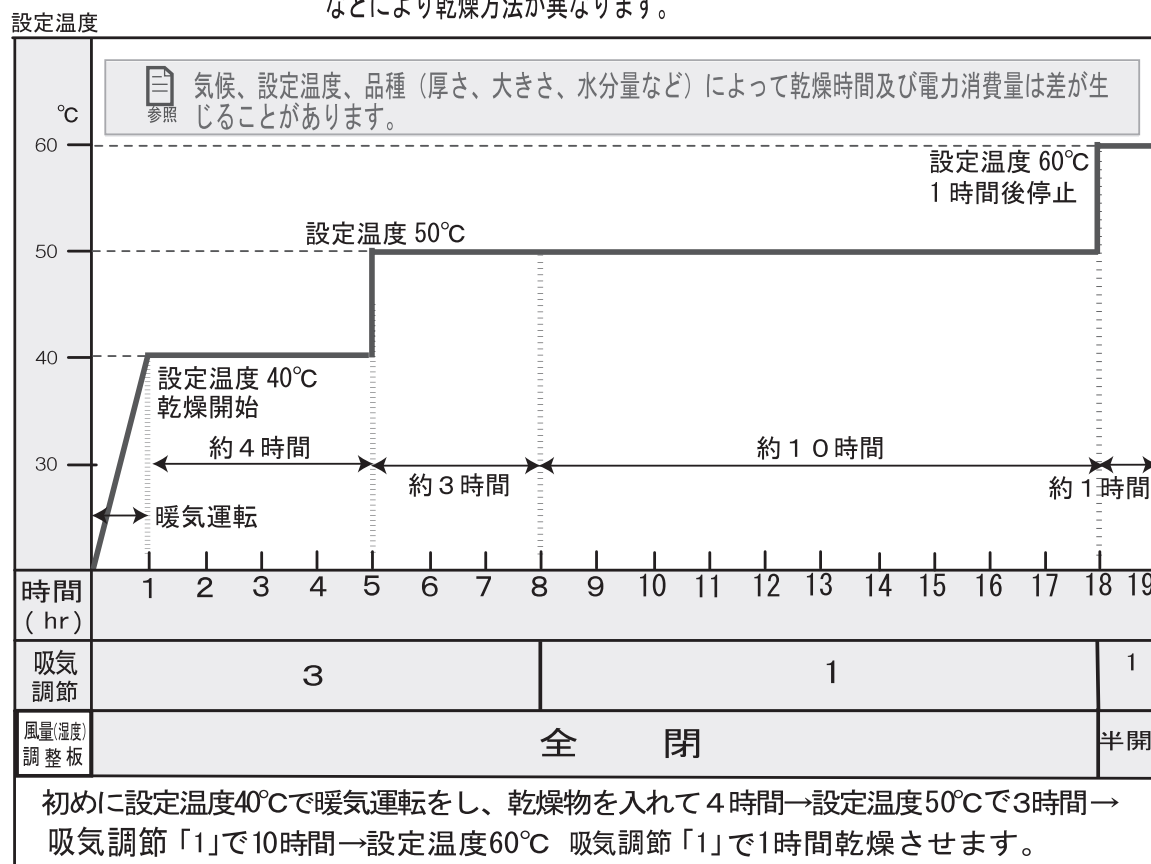 などにより乾燥方法が異なります。
設定温度
気候、設定温度、品種（厚さ、大きさ、水分量など）によって乾燥時間及び電力消費量は差が生
参照
じることがあります。
℃
60
設定温度 60℃
1 時間後停止
設定温度 50℃
50
40
設定温度 40℃
乾燥開始
約４時間
約１０時間
30
約３時間
約１時間
暖気運転
時間
( hr)
1 2 3 4 5 6 7 8 9 10 11 12 13 14 15 16 17 18 19
吸気
調節
3 1 1
風量(湿度)
調整板
全 閉 半開
初めに設定温度40℃で暖気運転をし、乾燥物を入れて４時間→設定温度50℃で3時間→
吸気調節「1」で10時間→設定温度60℃ 吸気調節「1」で1時間乾燥させます。